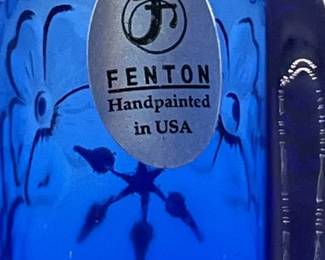 F
FENTON
Handpainted
in USA